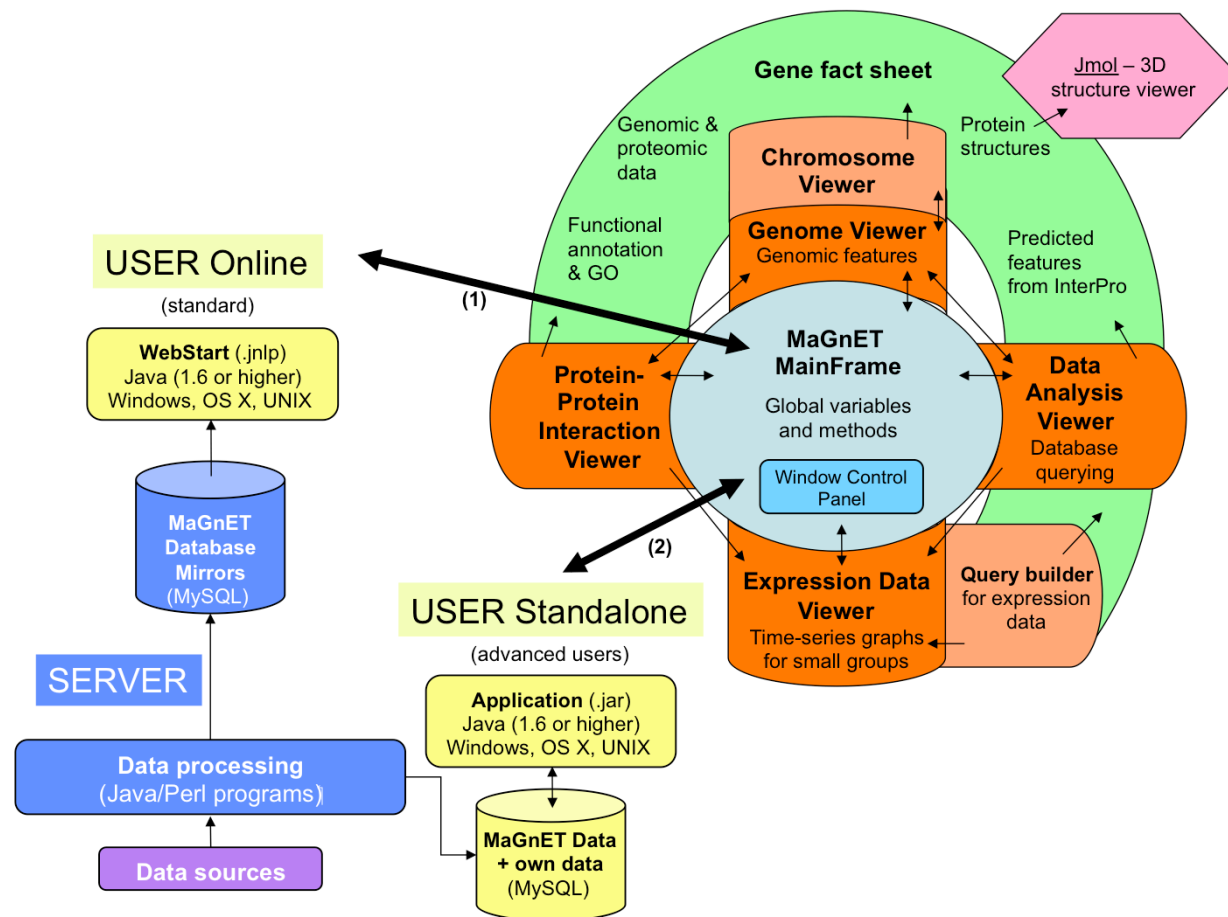 Gene fact sheet
Jmol – 3D
structure viewer
Genomic &
proteomic
data
Protein
structures
Chromosome
Viewer
Functional
annotation
& GO
Genome Viewer
Genomic features
Predicted
features
from InterPro
USER Online
(standard)
(1)
WebStart (.jnlp)
Java (1.6 or higher)
Windows, OS X, UNIX
MaGnET
MainFrame
Global variables
and methods
Window Control
Panel
Protein-
Protein
Interaction
Viewer
Data
Analysis
Viewer
Database
querying
MaGnET
Database
Mirrors
(MySQL)
(2)
Expression Data
Viewer
Time-series graphs
for small groups
Query builder
for expression
data
USER Standalone
(advanced users)
Application (.jar)
Java (1.6 or higher)
Windows, OS X, UNIX
SERVER
Data processing
(Java/Perl programs)
MaGnET Data
+ own data
(MySQL)
Data sources